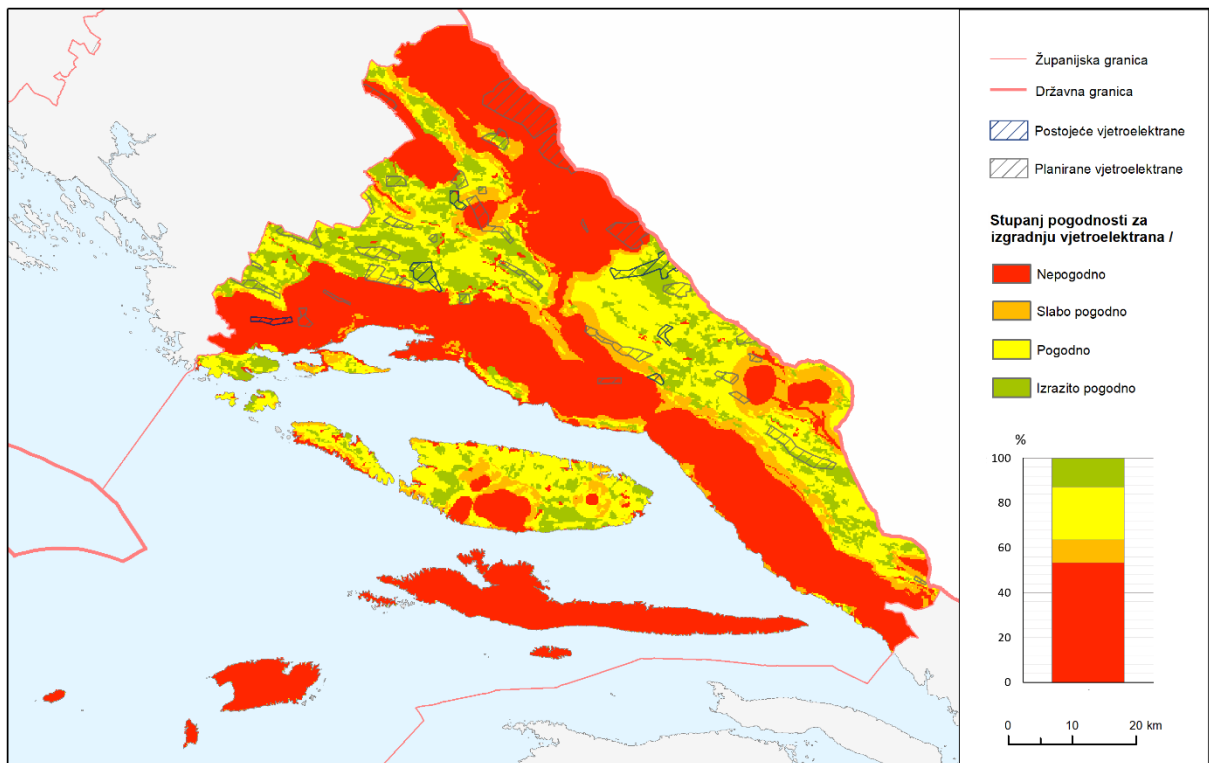 Županijska granica
Državna granica
Postojeće vjetroelektrane
Planirane vjetroelektrane
Stupanj pogodnosti za
izgradnju vjetroelektrana /
Nepogodno
Slabo pogodno
Pogodno
Izrazito pogodno
%
100
80
60
40
20
0
0 10 20 km